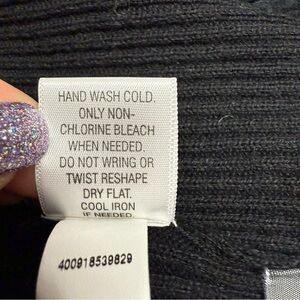 HAND WASH COLD.
ONLY NON-
CHLORINE BLEACH
WHEN NEEDED.
DO NOT WRING OR
TWIST RESHAPE
DRY FLAT.
COOL IRON
IF NEEDED.
400918539829